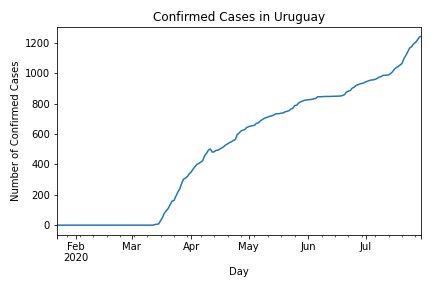 Confirmed Cases in Uruguay
Number of Confirmed Cases
1200
1000
800
600
400
200
0
Feb Mar Apr May Jun Jul
2020
Day